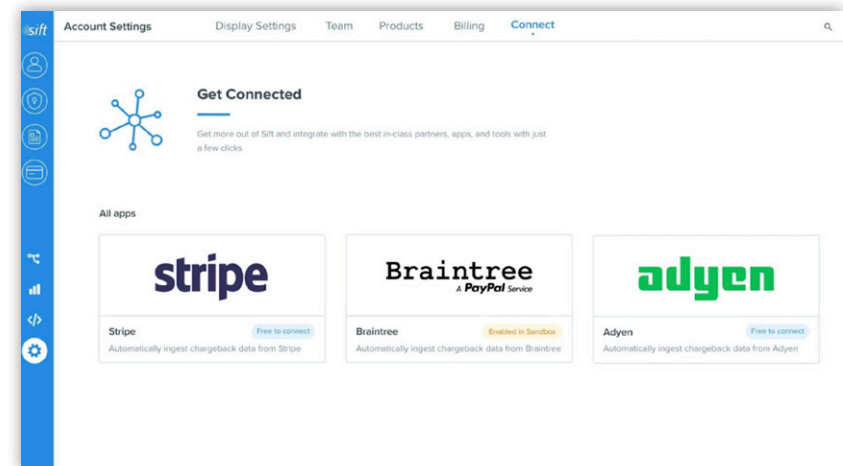 sift
Account Settings
Display Settings
Team
Products
Billing
Connect
Get Connected
Get more out of Sift and integrate with the best in-class partners, apps, and tools with just
a few clicks
All apps
stripe
Braintree
A PayPal Service
adyen
Stripe
Free to connect
Automatically ingest chargeback data from Stripe
Braintree
Enabled in Sandbox
Automatically ingest chargeback data from Braintree
Adyen
Free to connect
Automatically ingest chargeback data from Adyen